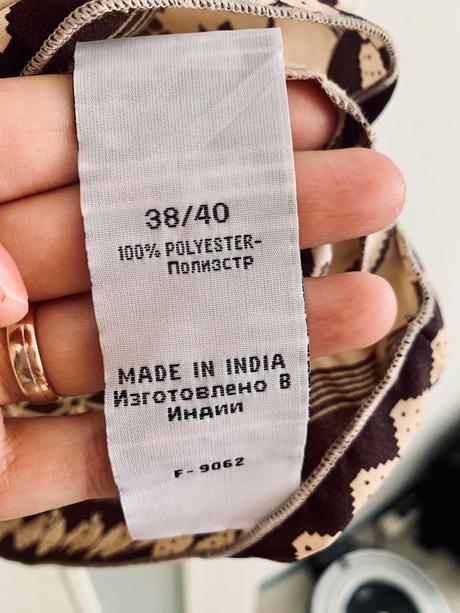 38/40
100% POLYESTER-
Полиэстр
MADE IN INDIA
Изготовлено В
Индии
F-9062